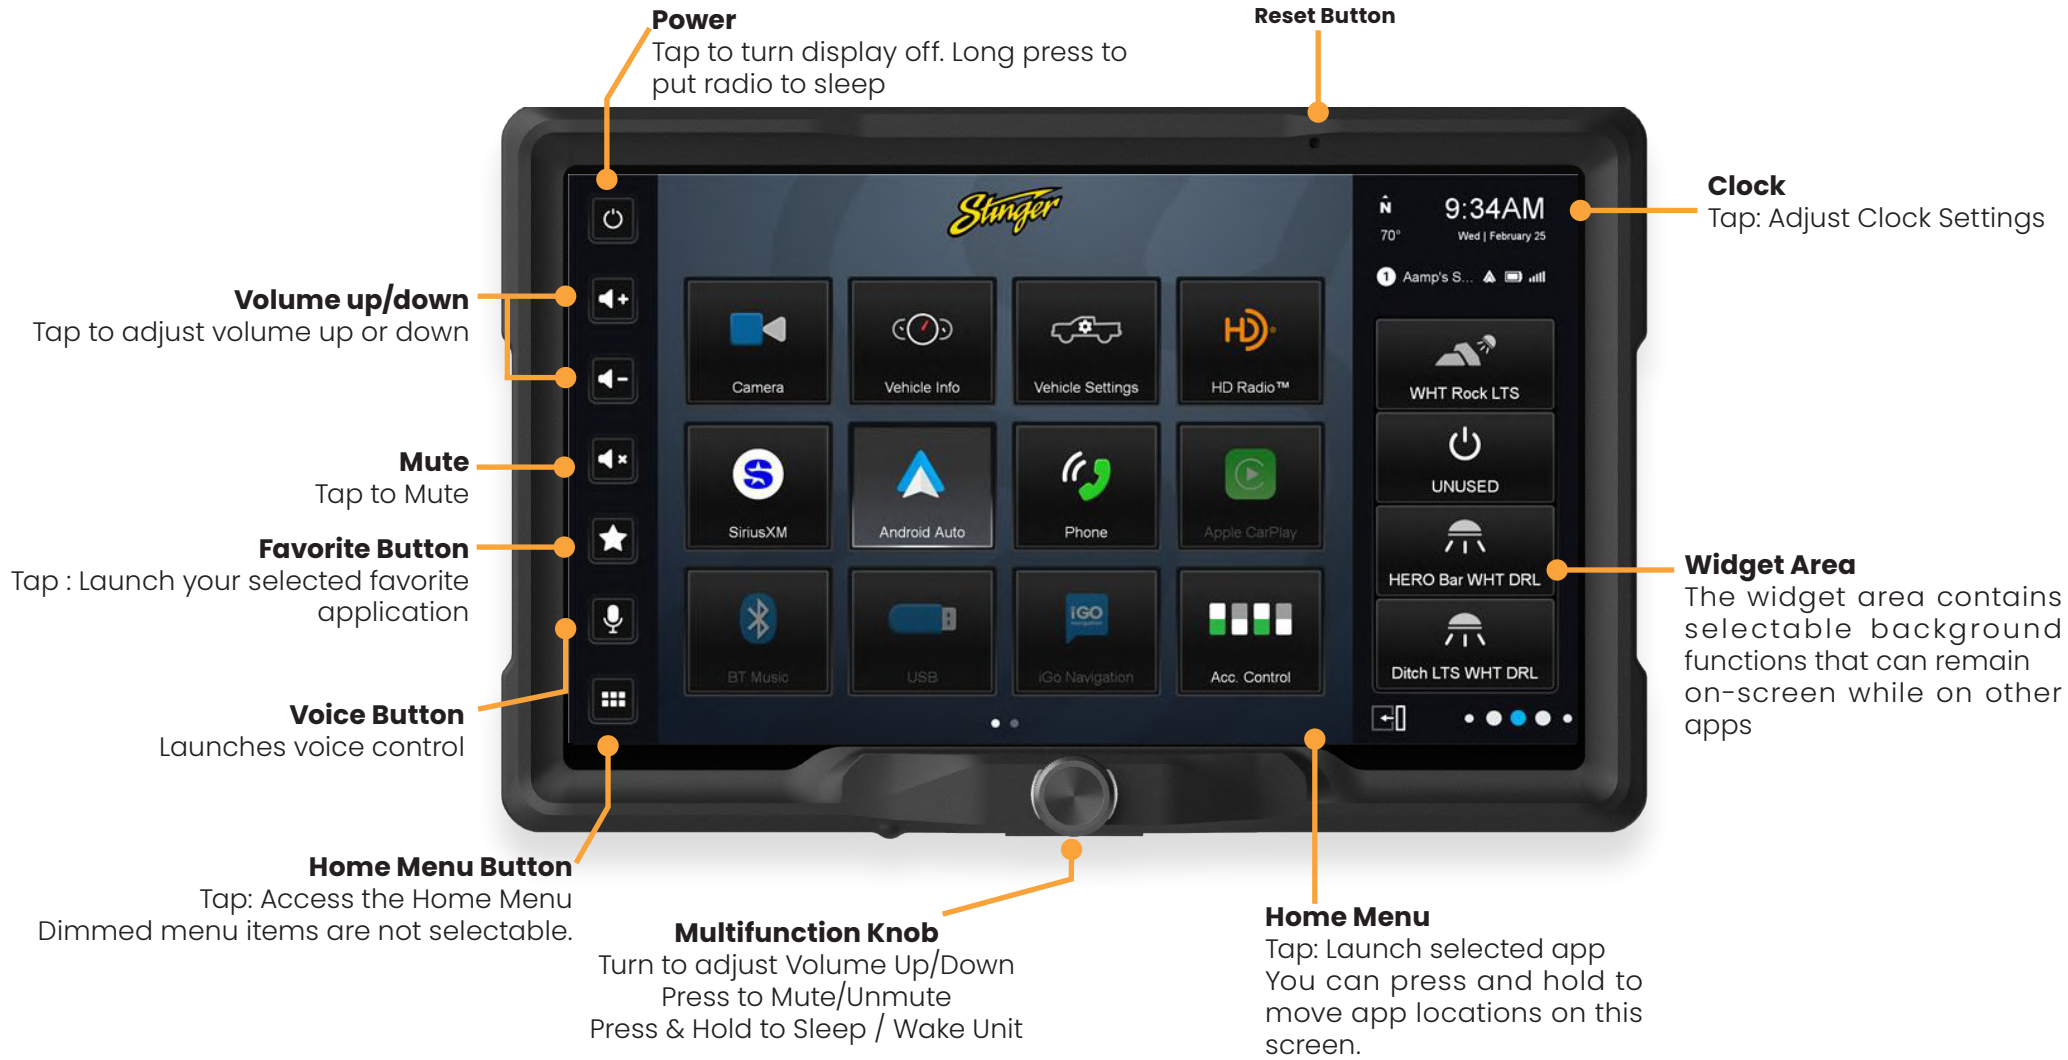 Power
Tap to turn display off. Long press to
put radio to sleep
Reset Button
Clock
Tap: Adjust Clock Settings
Volume up/down
Tap to adjust volume up or down
Mute
Tap to Mute
Favorite Button
Tap : Launch your selected favorite
application
Voice Button
Launches voice control
Home Menu Button
Tap: Access the Home Menu
Dimmed menu items are not selectable.
Multifunction Knob
Turn to adjust Volume Up/Down
Press to Mute/Unmute
Press & Hold to Sleep / Wake Unit
Home Menu
Tap: Launch selected app
You can press and hold to
move app locations on this
screen.
Widget Area
The widget area contains
selectable background
functions that can remain
on-screen while on other
apps
Stinger
N
9:34AM
70°
Wed | February 25
1 Aamp's S...
Camera
Vehicle Info
Vehicle Settings
HD
HD Radio™
SiriusXM
Android Auto
Phone
Apple CarPlay
BT Music
USB
iGO
navigation
iGo Navigation
Acc. Control
WHT Rock LTS
UNUSED
HERO Bar WHT DRL
Ditch LTS WHT DRL